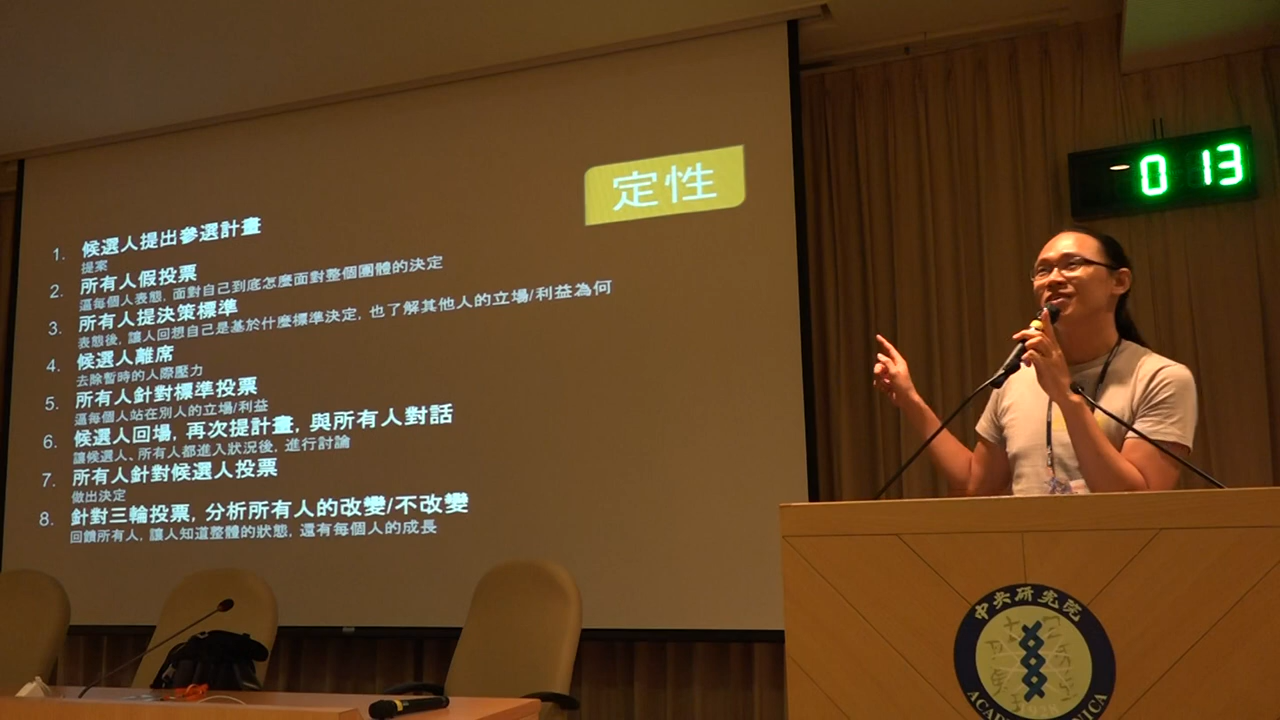 定性
1. 候選人提出參選計畫
提案
2. 所有人假投票
逼每個人表態, 面對自己到底怎麼面對整個團體的決定
3. 所有人提決策標準
表態後, 讓人回想自己是基於什麼標準決定, 也了解其他人的立場/利益為何
4. 候選人離席
去除暫時的人際壓力
5. 所有人針對標準投票
逼每個人站在別人的立場/利益
6. 候選人回場, 再次提計畫, 與所有人對話
讓候選人、所有人都進入狀況後, 進行討論
7. 所有人針對候選人投票
做出決定
8. 針對三輪投票, 分析所有人的改變/不改變
回饋所有人, 讓人知道整體的狀態, 還有每個人的成長
0 13
中央研究院
1928